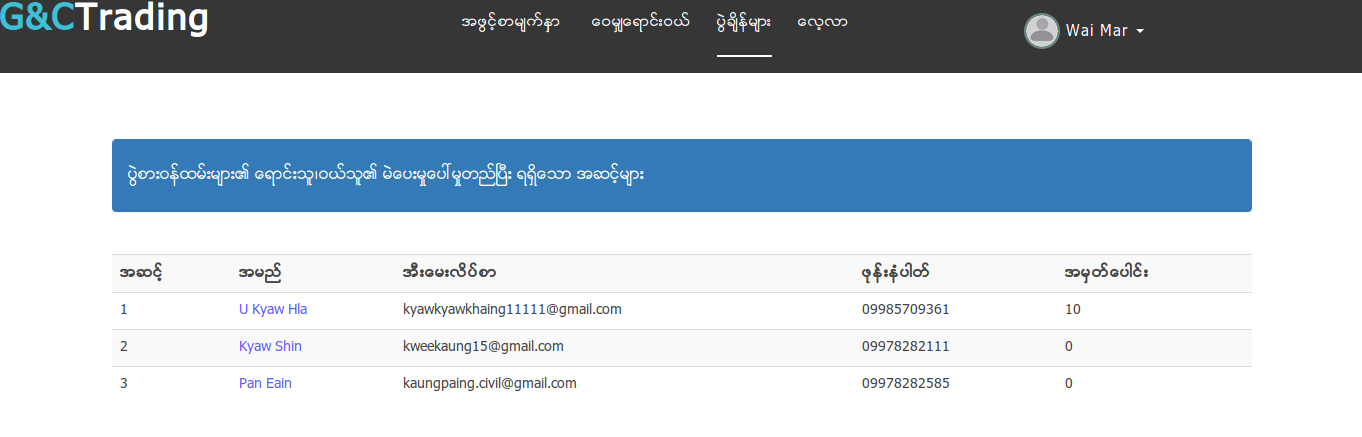 G&CTrading အဖွင့်စာမျက်နှာ ဝေမျှရောင်းဝယ် ပွဲချိန်များ လေ့လာ Wai Mar
ပွဲစားဝန်ထမ်းများ၏ ရောင်းသူ၊ဝယ်သူ၏ မဲပေးမှုပေါ်မှုတည်ပြီး ရရှိသော အဆင့်များ
အဆင့် အမည် အီးမေးလိပ်စာ ဖုန်းနံပါတ် အမှတ်ပေါင်း
1 U Kyaw Hla kyawkyawkhaing11111@gmail.com 09985709361 10
2 Kyaw Shin kweekaung15@gmail.com 09978282111 0
3 Pan Eain kaungpaing.civil@gmail.com 09978282585 0